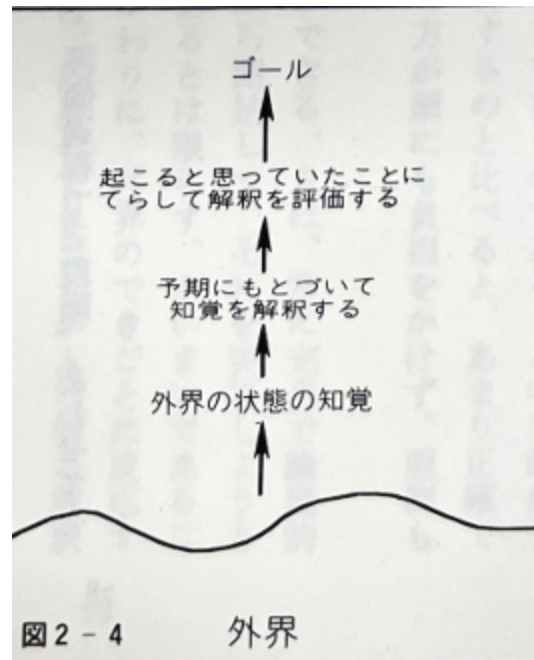 ゴール
起こると思っていたことに
てらして解釈を評価する
予期にもとづいて
知覚を解釈する
外界の状態の知覚
図2-4
外界